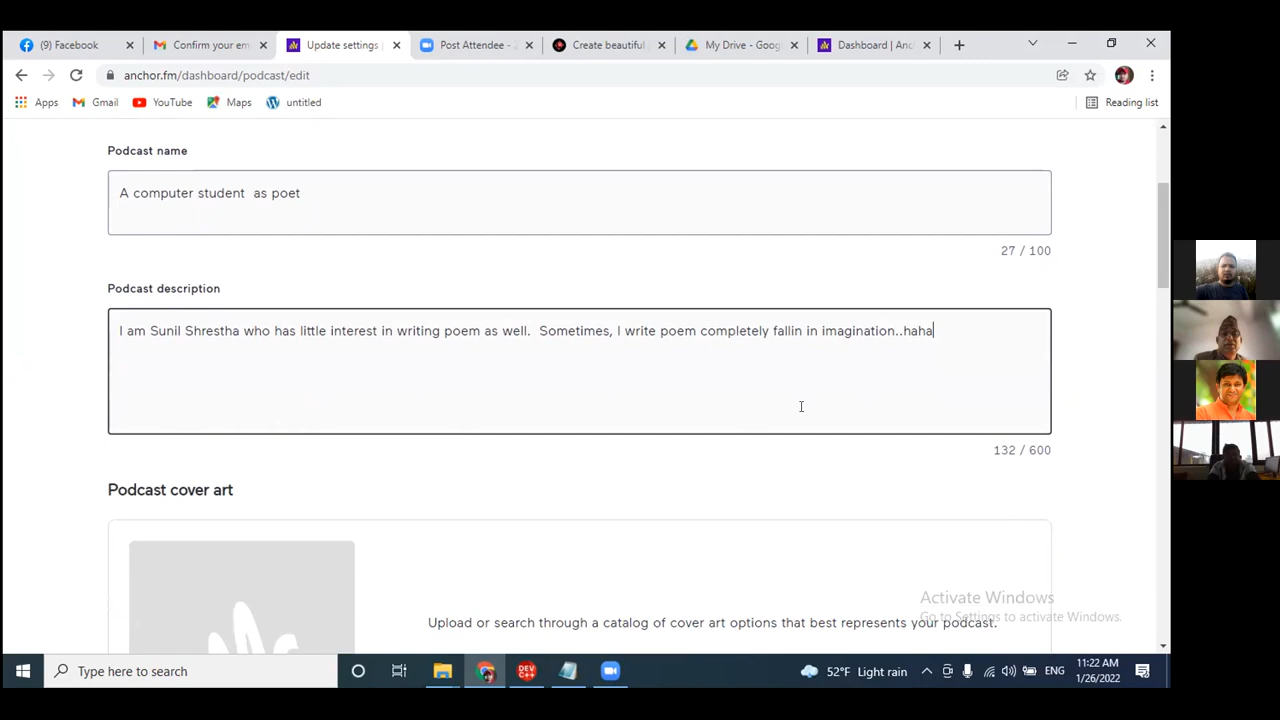 (9) Facebook
Confirm your em
Update settings |
Post Attendee - Z
Create beautiful
My Drive - Goog
Dashboard | Anc
anchor.fm/dashboard/podcast/edit
Apps
Gmail
YouTube
Maps
untitled
Reading list
Podcast name
A computer student  as poet
27 / 100
Podcast description
I am Sunil Shrestha who has little interest in writing poem as well.  Sometimes, I write poem completely fallin in imagination..haha
132 / 600
Podcast cover art
Upload or search through a catalog of cover art options that best represents your podcast.
Activate Windows
Go to Settings to activate Windows.
Type here to search
DEV
C++
52°F Light rain
ENG
11:22 AM
1/26/2022